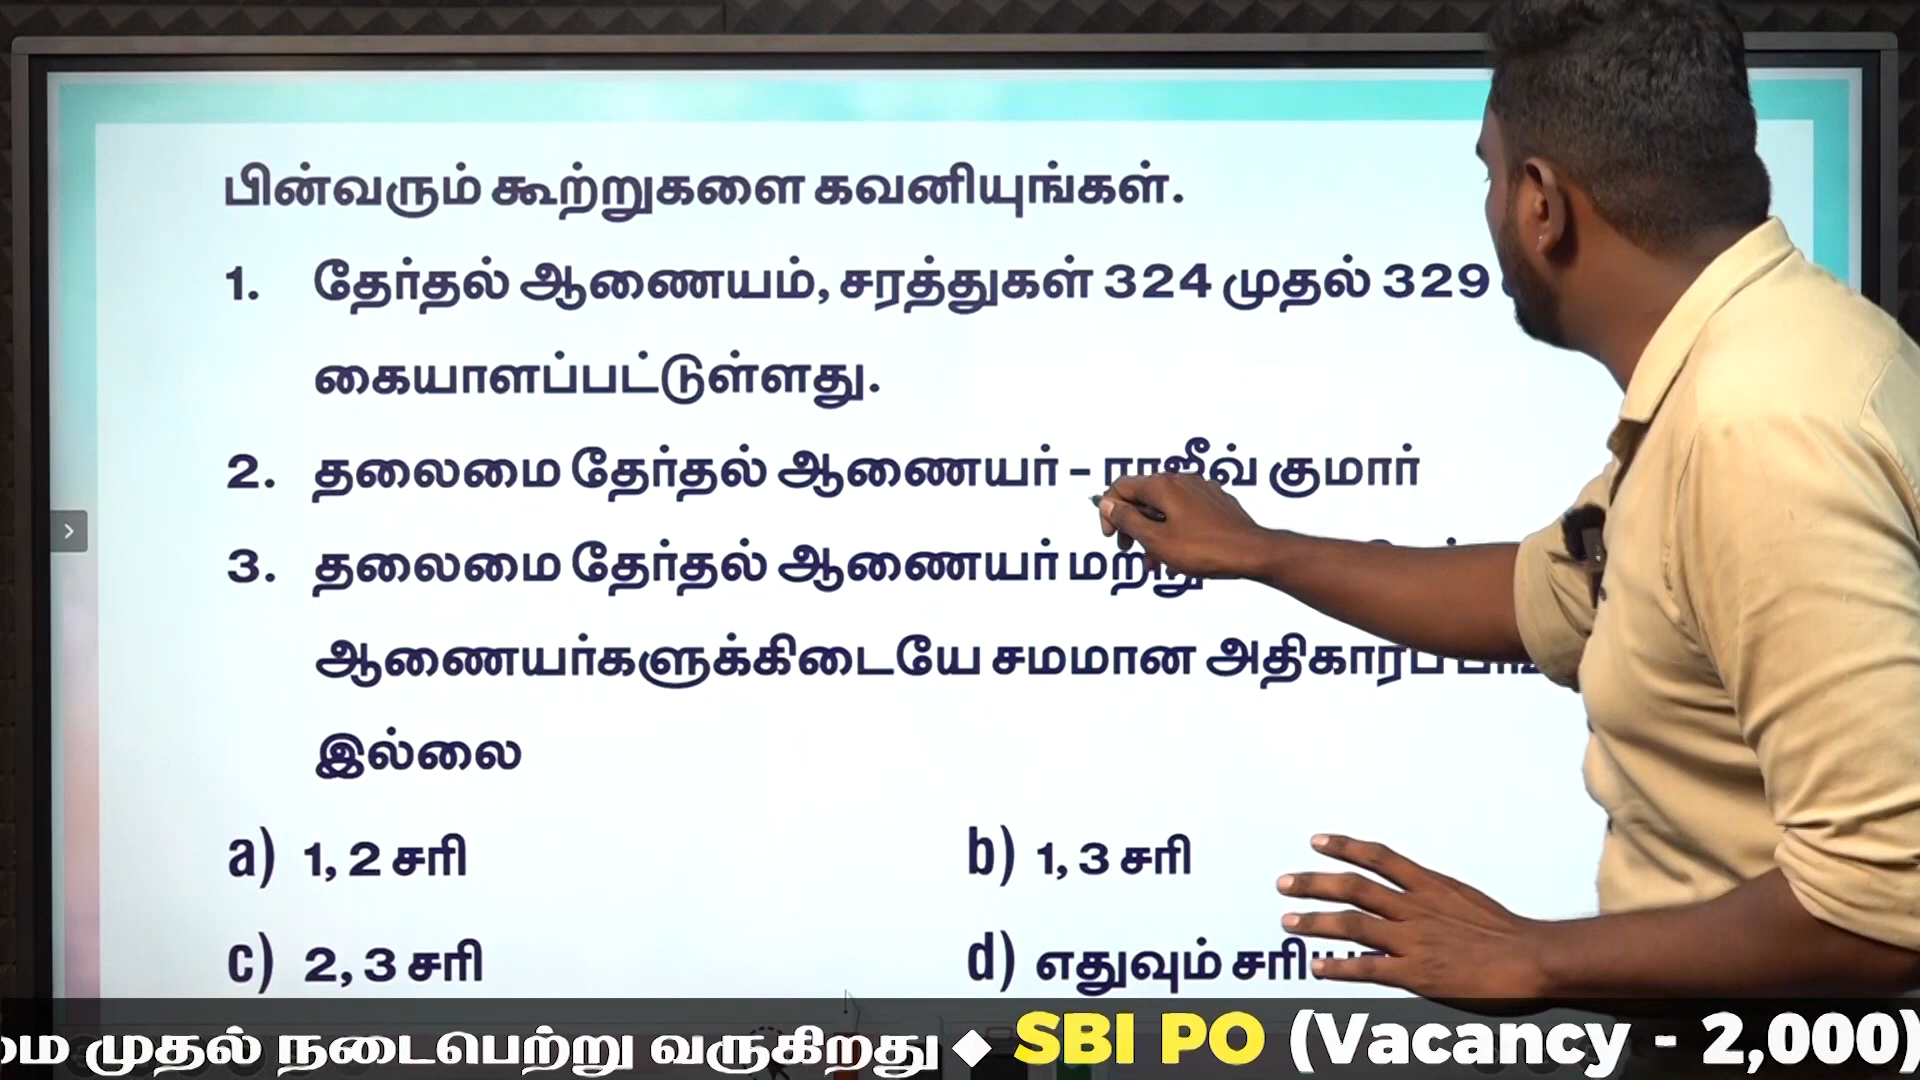 பின்வரும் கூற்றுகளை கவனியுங்கள்.
1. தேர்தல் ஆணையம், சரத்துகள் 324 முதல் 329
கையாளப்பட்டுள்ளது.
2. தலைமை தேர்தல் ஆணையர் – ராஜீவ் குமார்
3. தலைமை தேர்தல் ஆணையர்
ஆணையர்களுக்கிடையே சமமான அதிகாரப்
இல்லை
a) 1, 2 சரி
b) 1, 3 சரி
c) 2, 3 சரி
d) எதுவும்
முதல் நடைபெற்று வருகிறது ◆ SBI PO (Vacancy - 2,000)